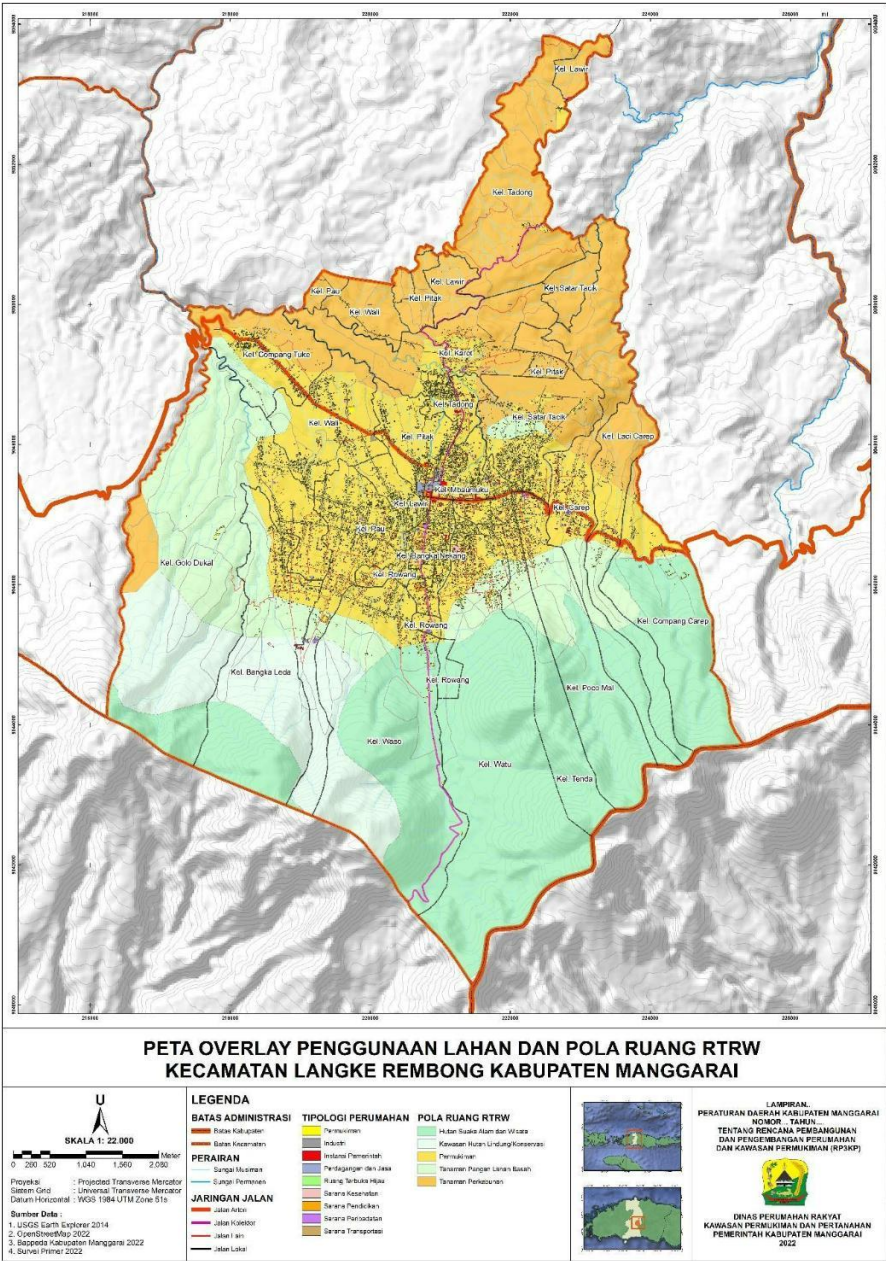 218000 218000 220000 222000 224000 226000 mT
Kel. Lawir
Kel. Tadong
Kel. Lawir
Kel. Pau
Kel. Pitak
Kel. Satar Tacik
Kel. Wali
Kel. Karot
Kel. Compang Tuke
Kel. Pitak
Kel. Tadong
Kel. Satar Tacik
Kel. Wali
Kel. Pitak
Kel. Laci Carep
Kel. Mbaumuku
Kel. Lawir
Kel. Carep
Kel. Pau
Kel. Bangka Nekang
Kel. Golo Dukal
Kel. Rowang
Kel. Rowang
Kel. Compang Carep
Kel. Bangka Leda
Kel. Rowang
Kel. Poco Mal
Kel. Waso
Kel. Watu
Kel. Tenda
PETA OVERLAY PENGGUNAAN LAHAN DAN POLA RUANG RTRW
KECAMATAN LANGKE REMBONG KABUPATEN MANGGARAI
U
SKALA 1: 22.000
0 260 520 1.040 1.560 2.080 Meter
Proyeksi : Projected Transverse Mercator
Sistem Grid : Universal Transverse Mercator
Datum Horizontal : WGS 1984 UTM Zone 51s
Sumber Data :
1. USGS Earth Explorer 2014
2. OpenStreetMap 2022
3. Bappeda Kabupaten Manggarai 2022
4. Survei Primer 2022
LEGENDA
BATAS ADMINISTRASI
Batas Kabupaten
Batas Kecamatan
PERAIRAN
Sungai Musiman
Sungai Permanen
JARINGAN JALAN
Jalan Arteri
Jalan Kolektor
Jalan Lain
Jalan Lokal
TIPOLOGI PERUMAHAN
Permukiman
Industri
Instansi Pemerintah
Perdagangan dan Jasa
Ruang Terbuka Hijau
Sarana Kesehatan
Sarana Pendidikan
Sarana Peribadatan
Sarana Transportasi
POLA RUANG RTRW
Hutan Suaka Alam dan Wisata
Kawasan Hutan Lindung/Konservasi
Permukiman
Tanaman Pangan Lahan Basah
Tanaman Perkebunan
LAMPIRAN..
PERATURAN DAERAH KABUPATEN MANGGARAI
NOMOR... TAHUN...
TENTANG RENCANA PEMBANGUNAN
DAN PENGEMBANGAN PERUMAHAN
DAN KAWASAN PERMUKIMAN (RP3KP)
DINAS PERUMAHAN RAKYAT
KAWASAN PERMUKIMAN DAN PERTANAHAN
PEMERINTAH KABUPATEN MANGGARAI
2022